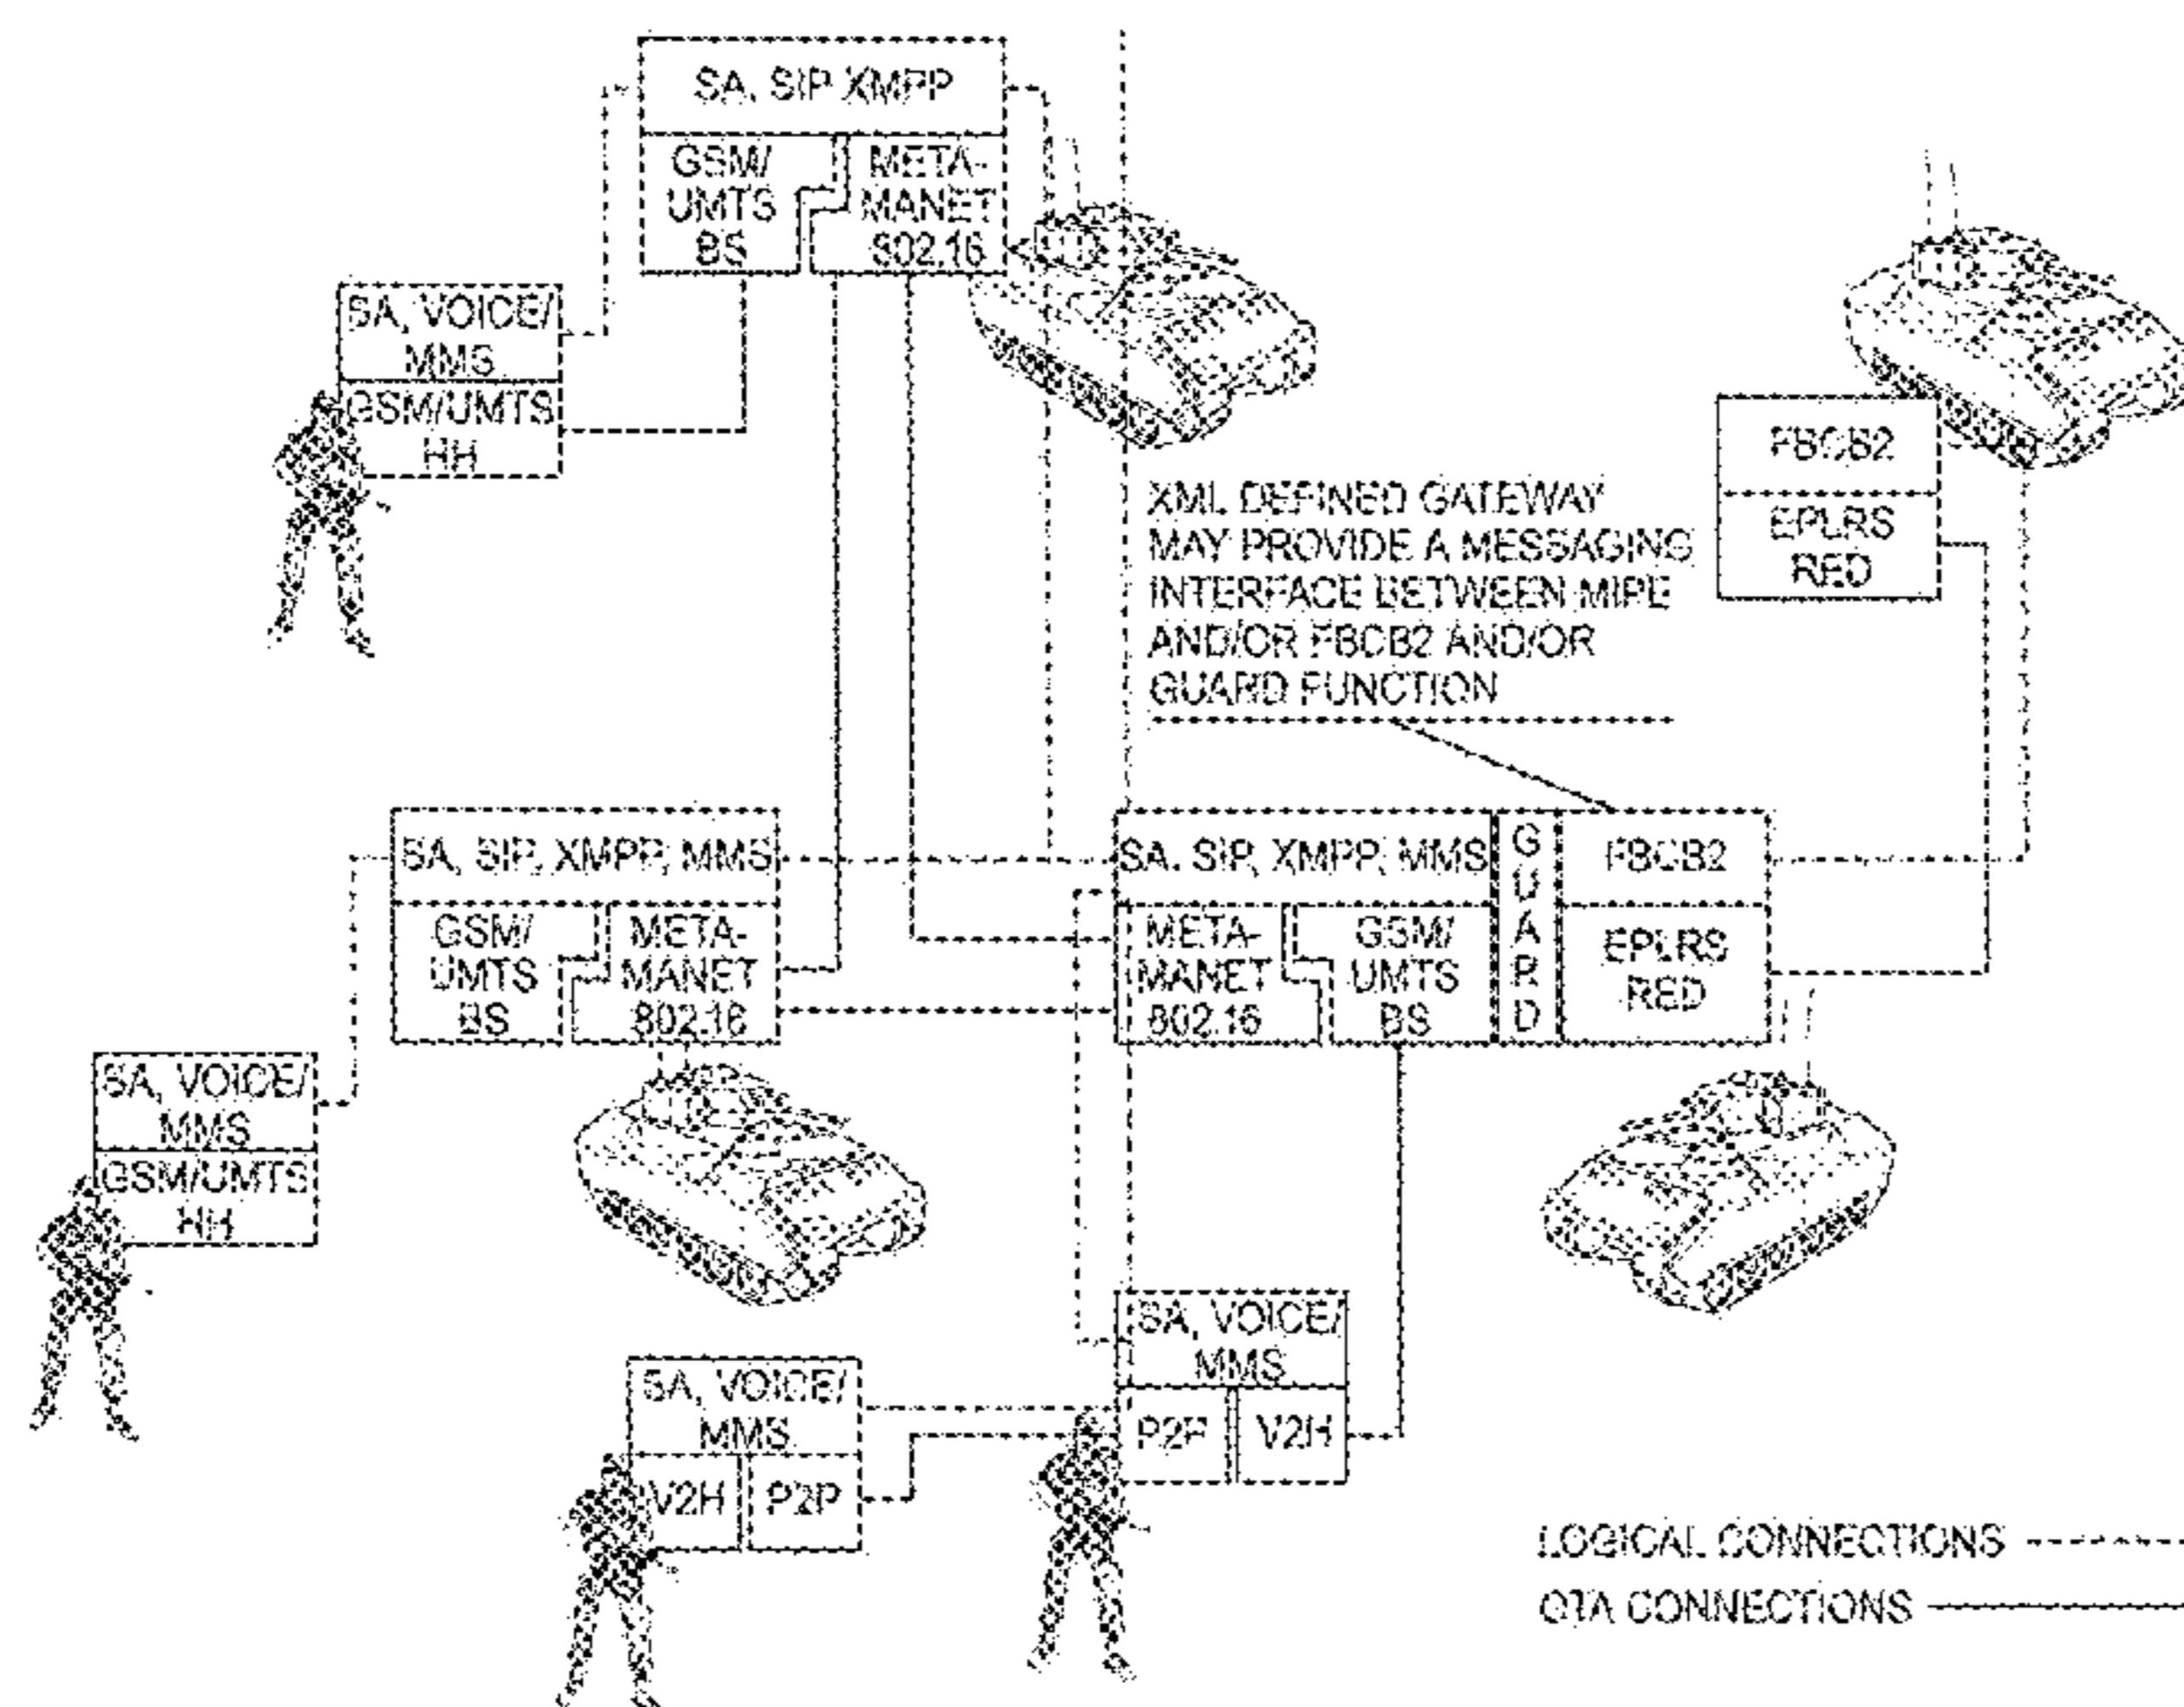 SA, SIP XMPP
GSM/
UMTS
BS
META-
MANET
802.16
SA, VOICE/
MMS
GSM/UMTS
HH
FBCB2
EPLRS
RED
XML DEFINED GATEWAY
MAY PROVIDE A MESSAGING
INTERFACE BETWEEN MIPE
AND/OR FBCB2 AND/OR
GUARD FUNCTION
SA, SIP, XMPP, MMS
GSM/
UMTS
BS
META-
MANET
802.16
SA. SIP, XMPP, MMS
META-
MANET
802.16
GSM/
UMTS
BS
G
U
A
R
D
FBCB2
EPLRS
RED
SA, VOICE/
MMS
GSM/UMTS
HH
SA, VOICE/
MMS
P2P
V2H
SA, VOICE/
MMS
V2H
P2P
LOGICAL CONNECTIONS
OTA CONNECTIONS